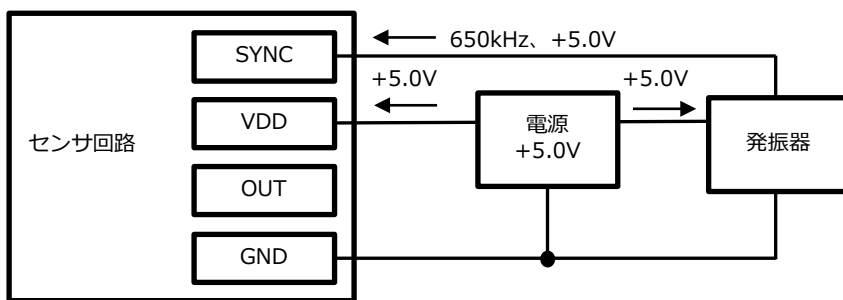 SYNC
650kHz、+5.0V
+5.0V
+5.0V
センサ回路
VDD
電源
+5.0V
発振器
OUT
GND